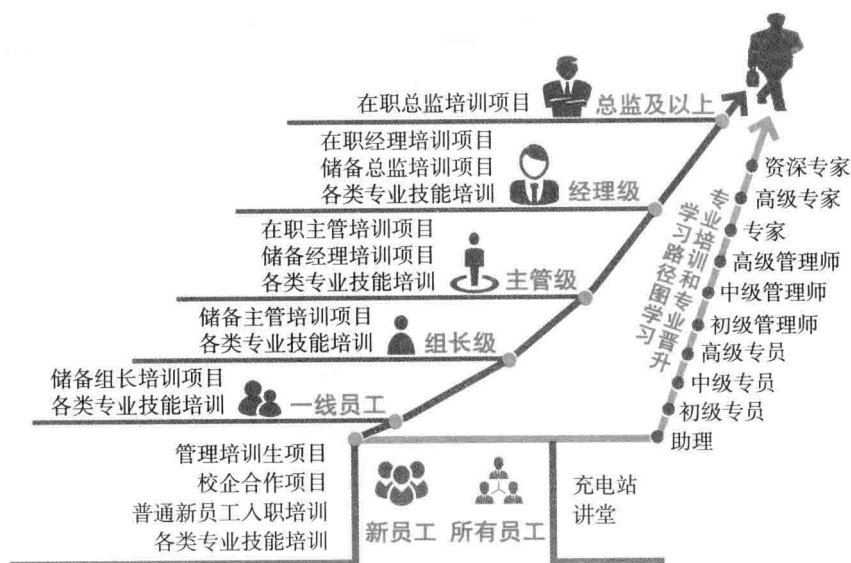 在职总监培训项目
总监及以上
在职经理培训项目
储备总监培训项目
各类专业技能培训
经理级
在职主管培训项目
储备经理培训项目
各类专业技能培训
主管级
储备主管培训项目
各类专业技能培训
组长级
储备组长培训项目
各类专业技能培训
一线员工
管理培训生项目
校企合作项目
普通新员工入职培训
各类专业技能培训
新员工
所有员工
充电站
讲堂
专业培训和专业晋升
学习路径图学习
资深专家
高级专家
专家
高级管理师
中级管理师
初级管理师
高级专员
中级专员
初级专员
助理